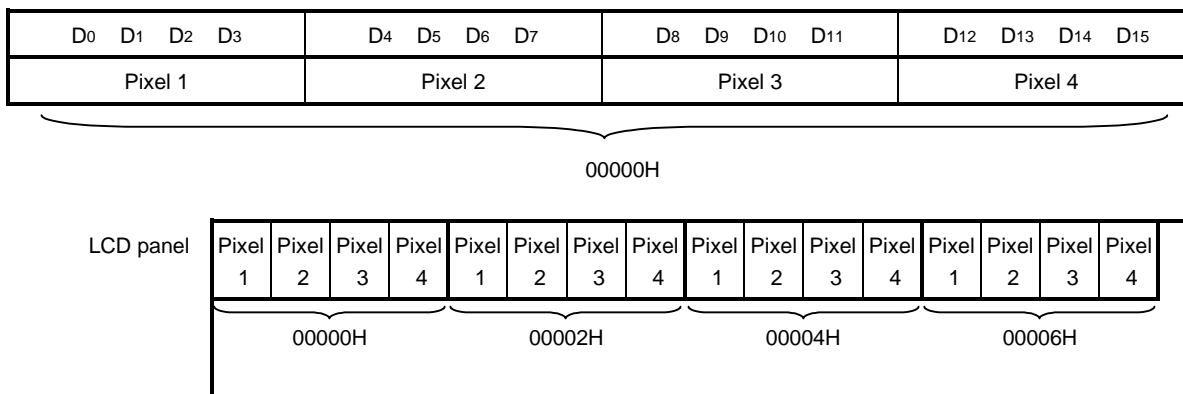 D0 D1 D2 D3 D4 D5 D6 D7 D8 D9 D10 D11 D12 D13 D14 D15
Pixel 1 Pixel 2 Pixel 3 Pixel 4
00000H
LCD panel Pixel Pixel Pixel Pixel Pixel Pixel Pixel Pixel Pixel Pixel Pixel Pixel Pixel Pixel Pixel Pixel
1 2 3 4 1 2 3 4 1 2 3 4 1 2 3 4
00000H 00002H 00004H 00006H